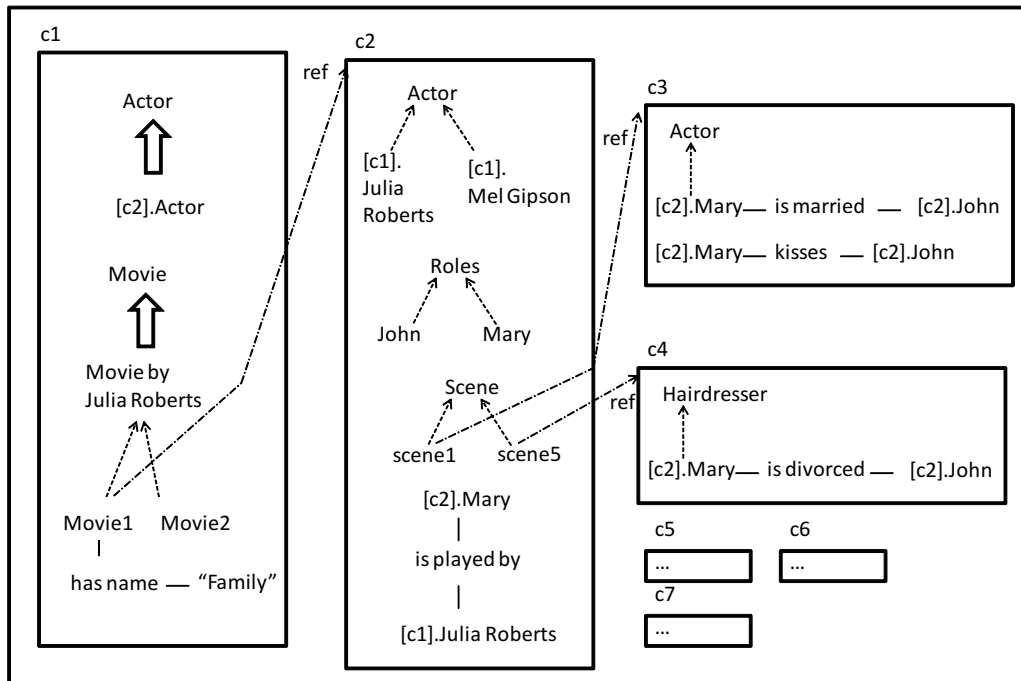 c1
Actor
[c2].Actor
Movie
Movie by
Julia Roberts
Movie1
Movie2
has name — “Family”
ref
c2
Actor
[c1].
Julia
Roberts
[c1].
Mel Gipson
Roles
John
Mary
Scene
scene1
scene5
[c2].Mary
is played by
[c1].Julia Roberts
ref
c3
Actor
[c2].Mary — is married — [c2].John
[c2].Mary — kisses — [c2].John
ref
c4
Hairdresser
[c2].Mary — is divorced — [c2].John
c5
...
c6
...
c7
...